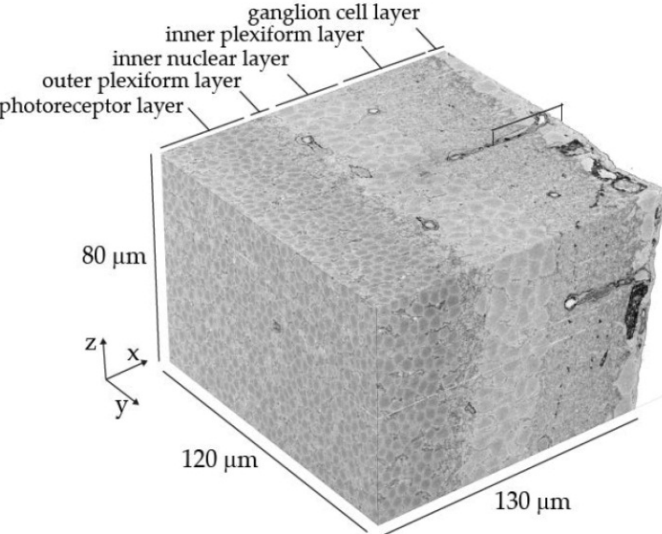 ganglion cell layer
inner plexiform layer
inner nuclear layer
outer plexiform layer
photoreceptor layer
80 μm
z
x
y
120 μm
130 μm